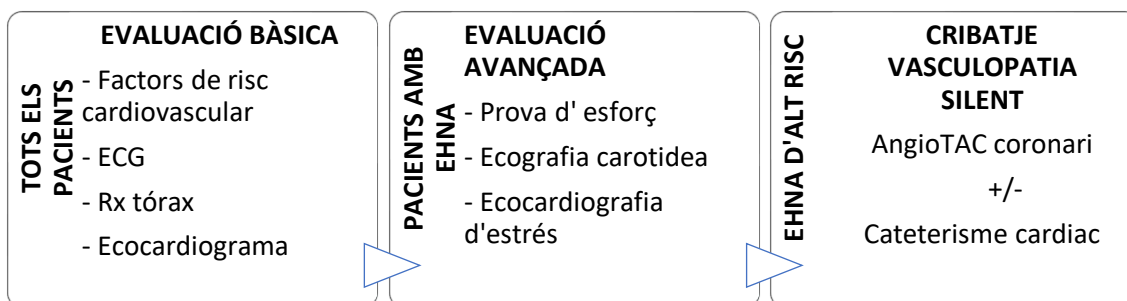 TOTS ELS
PACIENTS
EVALUACIÓ BÀSICA
- Factors de risc
cardiovascular
- ECG
- Rx tórax
- Ecocardiograma
PACIENTS AMB
EHNA
EVALUACIÓ
AVANÇADA
- Prova d' esforç
- Ecografia carotidea
- Ecocardiografia
d'estrés
EHNA D'ALT RISC
CRIBATJE
VASCULOPATIA
SILENT
AngioTAC coronari
+/-
Cateterisme cardiac